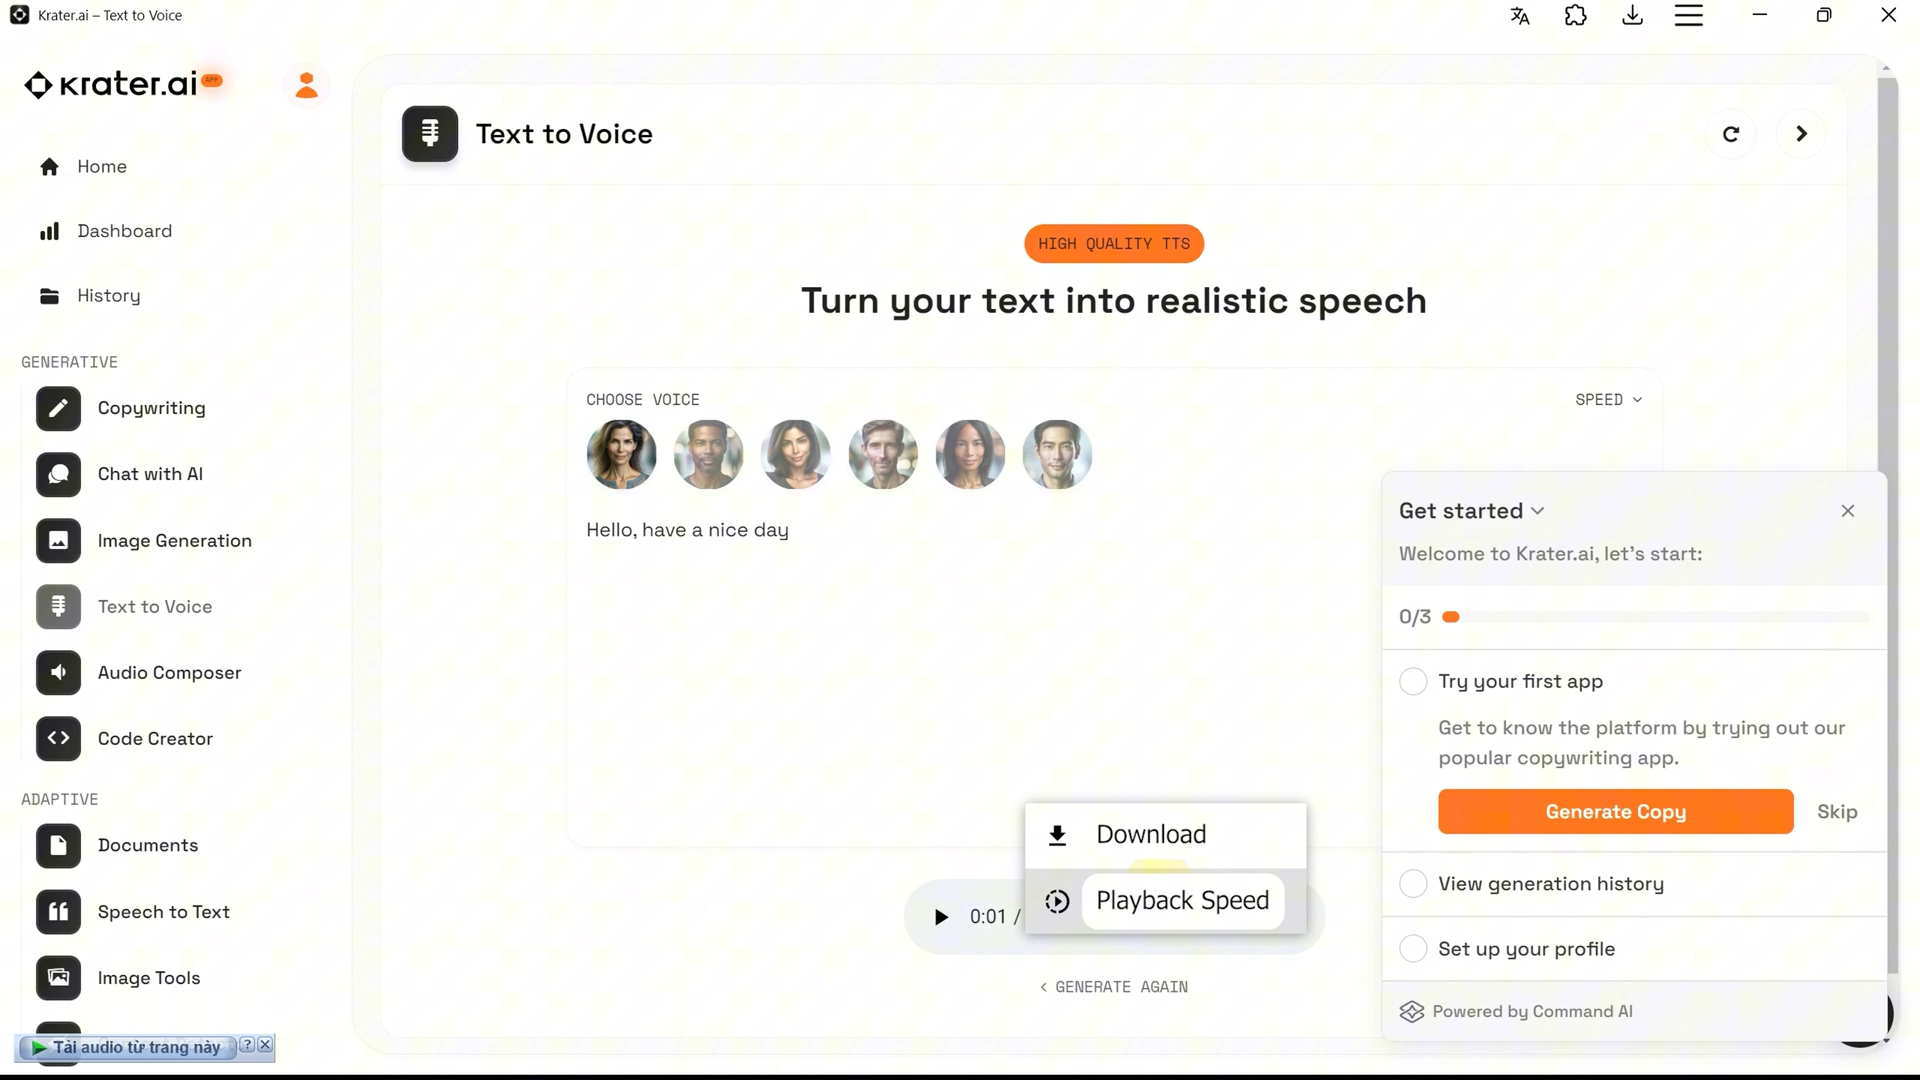 Krater.ai – Text to Voice
krater.ai APP
Text to Voice
Home
Dashboard
History
HIGH QUALITY TTS
Turn your text into realistic speech
GENERATIVE
Copywriting
Chat with AI
Image Generation
Text to Voice
Audio Composer
Code Creator
ADAPTIVE
Documents
Speech to Text
Image Tools
Tải audio từ trang này ?
CHOOSE VOICE
SPEED
Hello, have a nice day
Download
Playback Speed
0:01 /
< GENERATE AGAIN
Get started
Welcome to Krater.ai, let's start:
0/3
Try your first app
Get to know the platform by trying out our
popular copywriting app.
Generate Copy Skip
View generation history
Set up your profile
Powered by Command AI